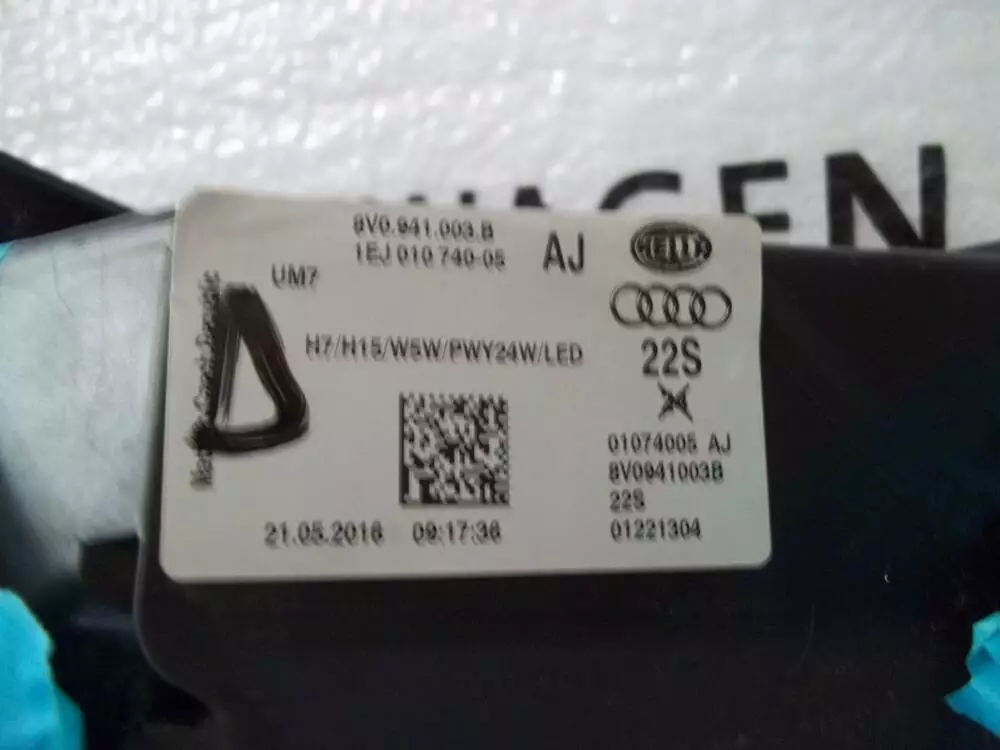 WAGEN
8V0.941.003.B
1EJ 010 740-05
AJ
HELLA
UM7
D
H7/H15/W5W/PWY24W/LED
22S
01074005 AJ
8V0941003B
22S
01221304
21.05.2016 09:17:36